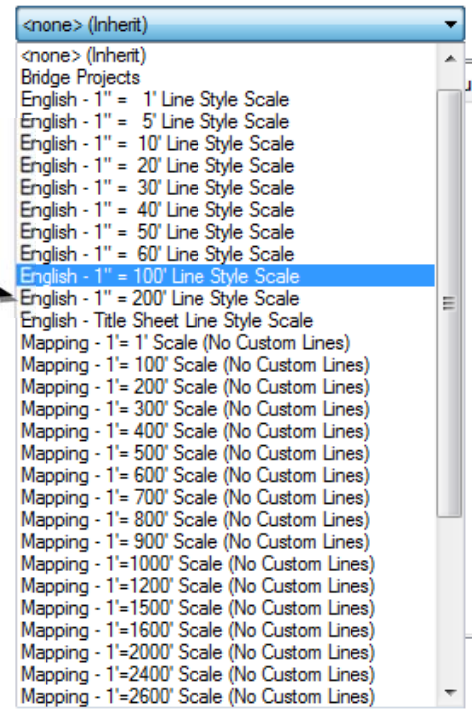 <none> (Inherit)
<none> (Inherit)
Bridge Projects
English - 1" =   1' Line Style Scale
English - 1" =   5' Line Style Scale
English - 1" =  10' Line Style Scale
English - 1" =  20' Line Style Scale
English - 1" =  30' Line Style Scale
English - 1" =  40' Line Style Scale
English - 1" =  50' Line Style Scale
English - 1" =  60' Line Style Scale
English - 1" = 100' Line Style Scale
English - 1" = 200' Line Style Scale
English - Title Sheet Line Style Scale
Mapping - 1'= 1' Scale (No Custom Lines)
Mapping - 1'= 100' Scale (No Custom Lines)
Mapping - 1'= 200' Scale (No Custom Lines)
Mapping - 1'= 300' Scale (No Custom Lines)
Mapping - 1'= 400' Scale (No Custom Lines)
Mapping - 1'= 500' Scale (No Custom Lines)
Mapping - 1'= 600' Scale (No Custom Lines)
Mapping - 1'= 700' Scale (No Custom Lines)
Mapping - 1'= 800' Scale (No Custom Lines)
Mapping - 1'= 900' Scale (No Custom Lines)
Mapping - 1'=1000' Scale (No Custom Lines)
Mapping - 1'=1200' Scale (No Custom Lines)
Mapping - 1'=1500' Scale (No Custom Lines)
Mapping - 1'=1600' Scale (No Custom Lines)
Mapping - 1'=2000' Scale (No Custom Lines)
Mapping - 1'=2400' Scale (No Custom Lines)
Mapping - 1'=2600' Scale (No Custom Lines)